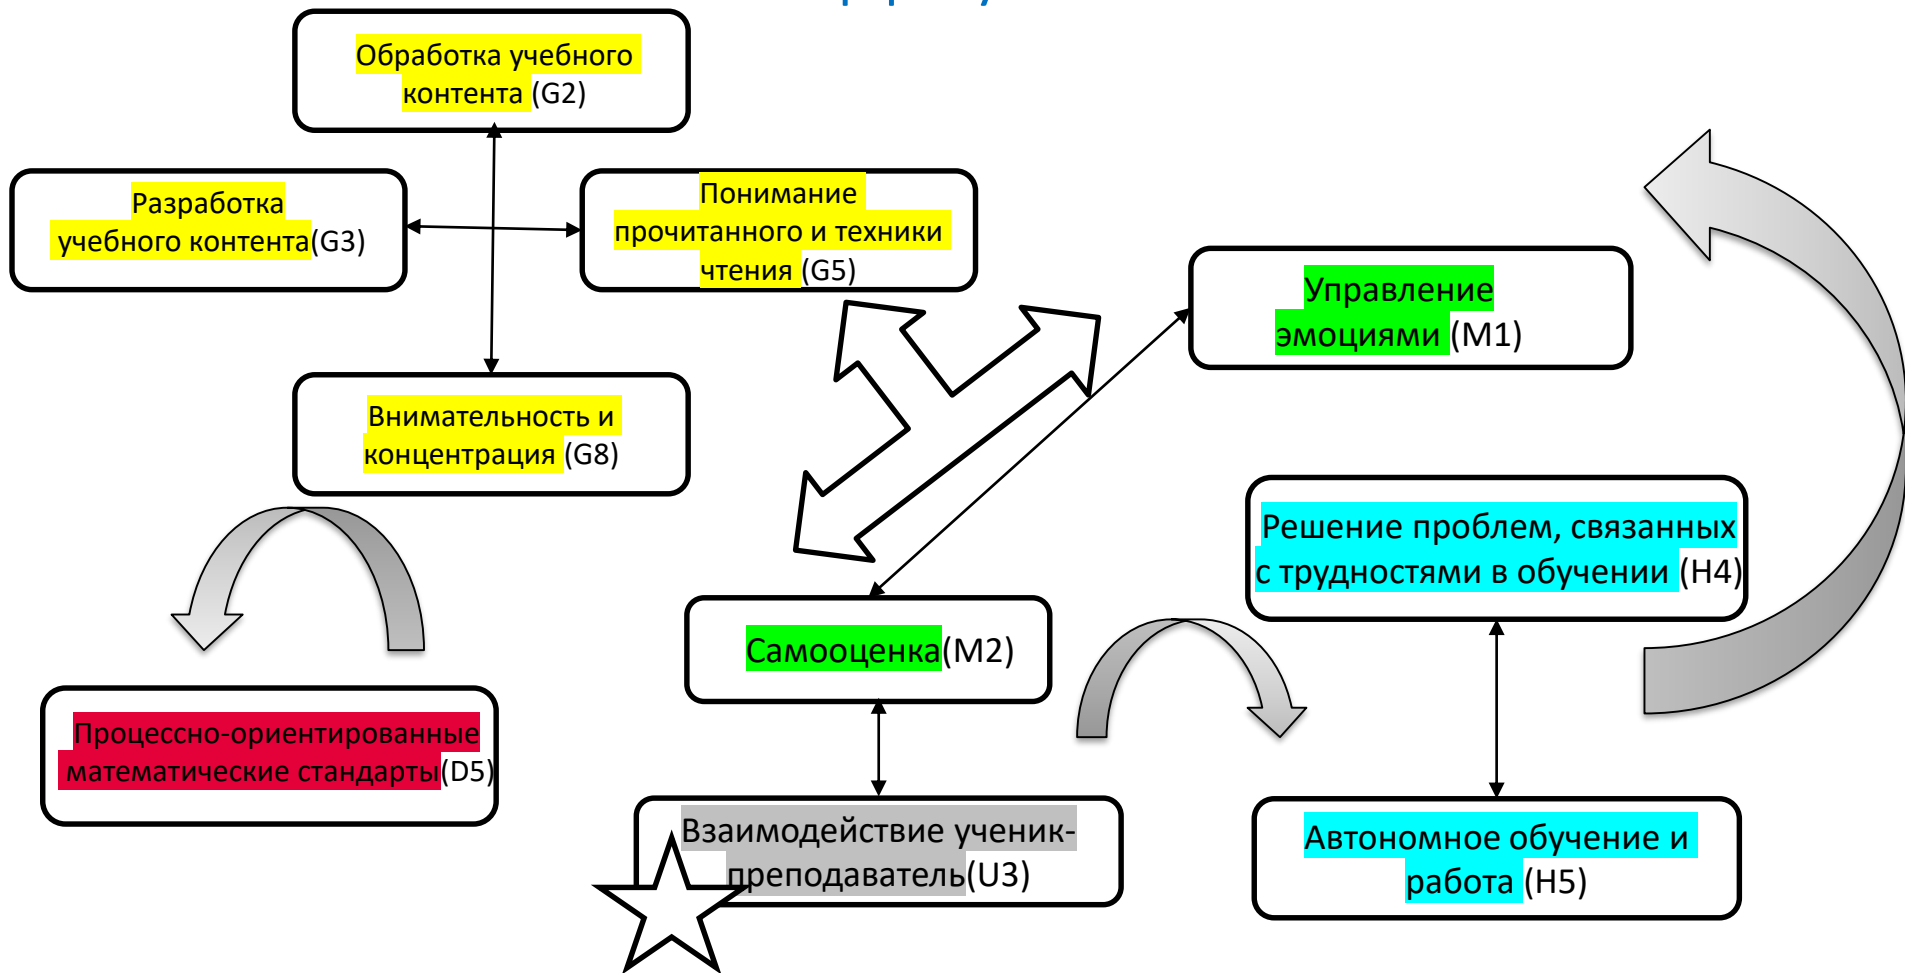 Обработка учебного
контента (G2)
Разработка
учебного контента(G3)
Понимание
прочитанного и техники
чтения (G5)
Управление
эмоциями (M1)
Внимательность и
концентрация (G8)
Решение проблем, связанных
с трудностями в обучении (H4)
Самооценка(M2)
Процессно-ориентированные
математические стандарты(D5)
Взаимодействие ученик-
преподаватель(U3)
Автономное обучение и
работа (H5)